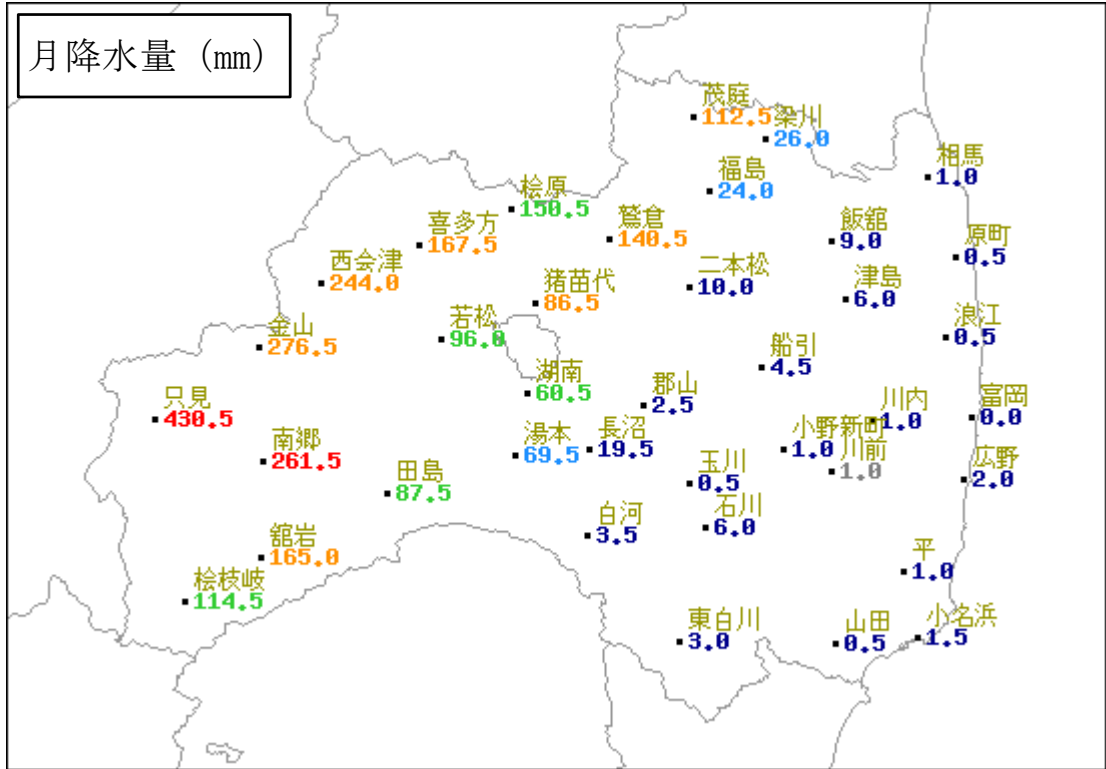 月降水量 (mm)
茂庭
112.5
梁川
26.0
相馬
1.0
福島
24.0
桧原
150.5
鷲倉
140.5
喜多方
167.5
飯舘
9.0
原町
0.5
西会津
244.0
二本松
10.0
猪苗代
86.5
津島
6.0
金山
276.5
若松
96.0
浪江
0.5
船引
4.5
湖南
60.5
郡山
2.5
只見
430.5
川内
1.0
富岡
0.0
南郷
261.5
湯本
69.5
長沼
19.5
小野新町
1.0
川前
1.0
広野
2.0
田島
87.5
玉川
0.5
石川
6.0
白河
3.5
舘岩
165.0
平
1.0
桧枝岐
114.5
東白川
3.0
山田
0.5
小名浜
1.5